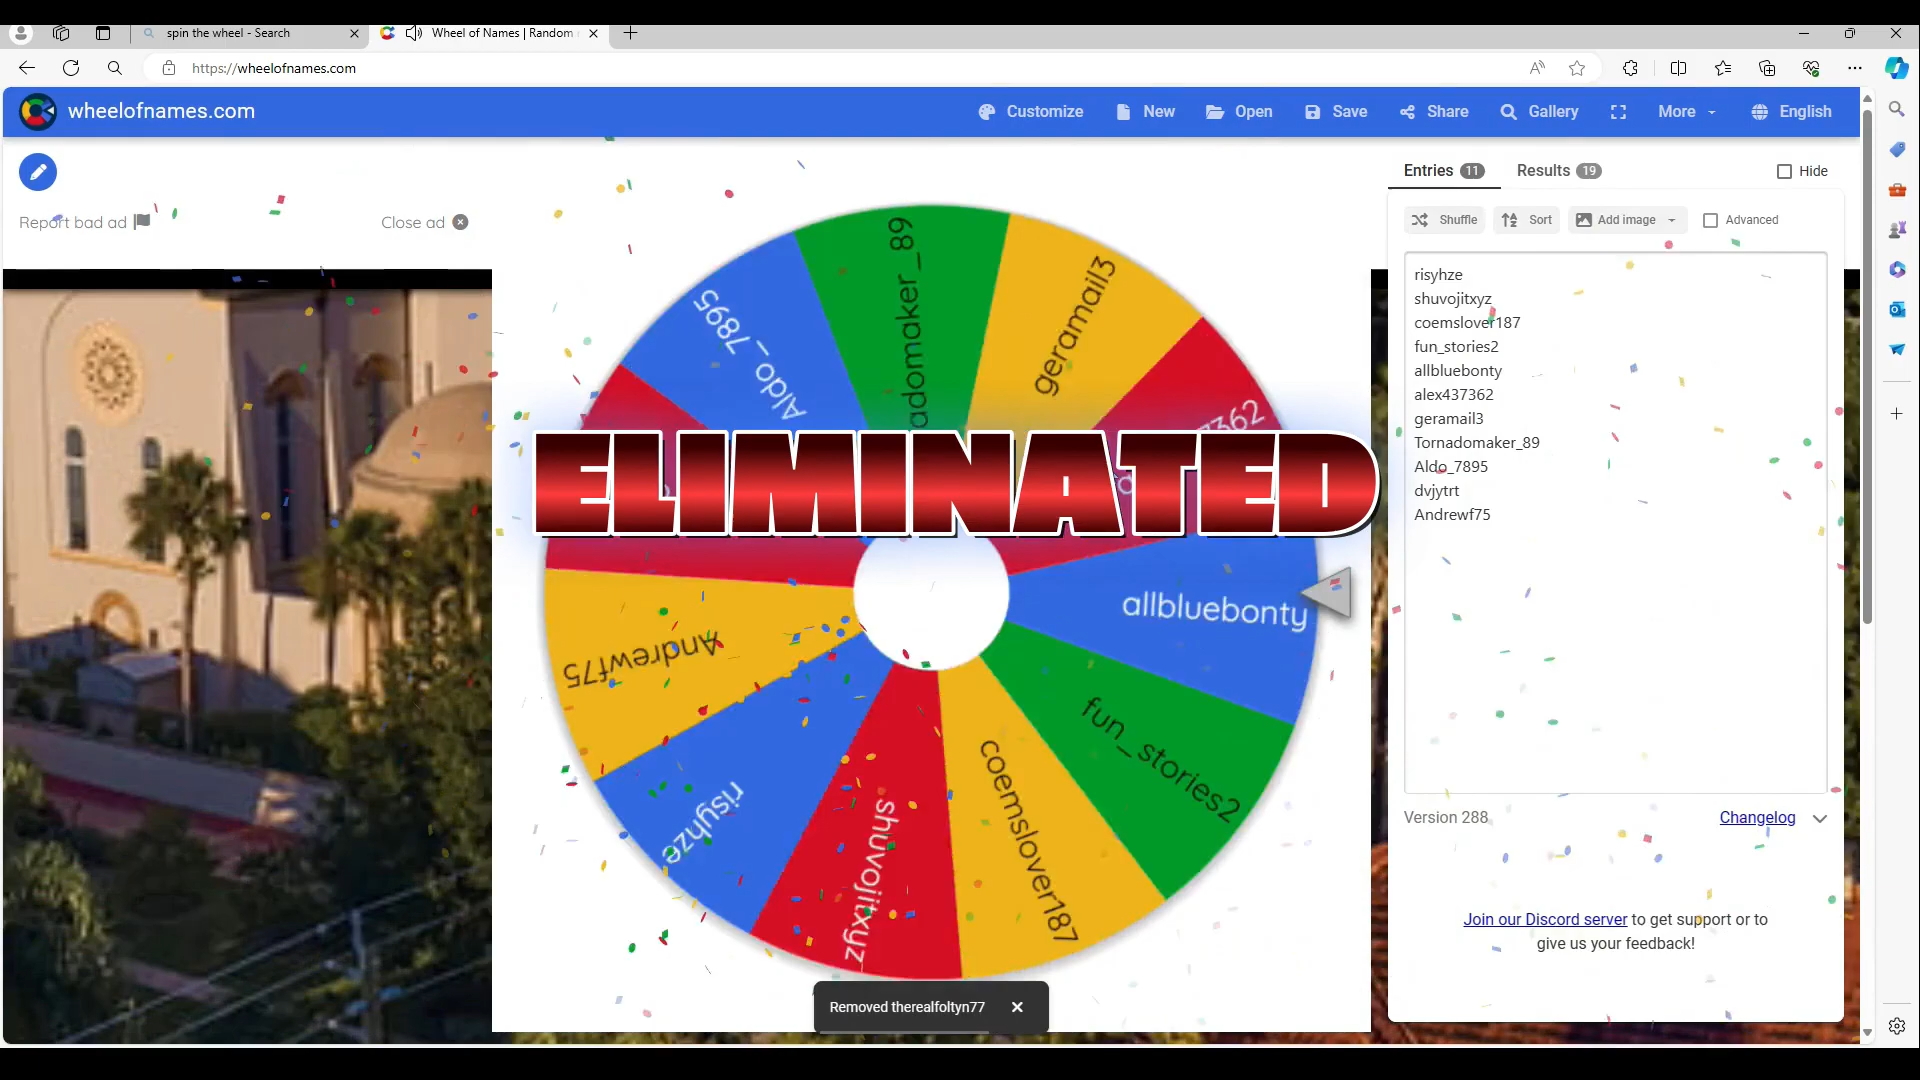 spin the wheel - Search
Wheel of Names | Random
https://wheelofnames.com
wheelofnames.com
Customize
New
Open
Save
Share
Gallery
More
English
Report bad ad
Close ad
Entries 11
Results 19
Hide
Shuffle
Sort
Add image
Advanced
risyhze
shuvojitxyz
coemslover187
fun_stories2
allbluebonty
alex437362
geramail3
Tornadomaker_89
Aldo_7895
dvjytrt
Andrewf75
Aldo_7895
adomaker_89
geramail3
7362
ELIMINATED
allbluebonty
fun_stories2
coemslover187
shuvojitxyz
risyhze
Andrewf75
Version 288
Changelog
Join our Discord server to get support or to
give us your feedback!
Removed therealfoltyn77